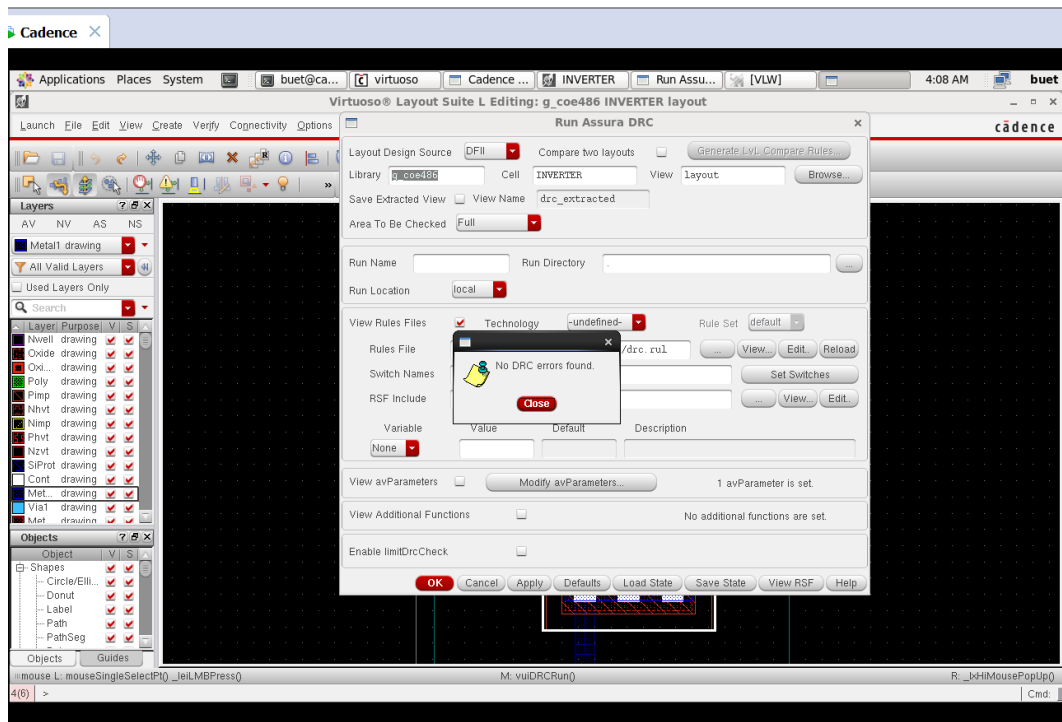 Cadence
Applications Places System buet@ca... virtuoso Cadence ... INVERTER Run Assu... [VLW] 4:08 AM buet
Virtuoso® Layout Suite L Editing: g_coe486 INVERTER layout
Launch File Edit View Create Verify Connectivity Options
cādence
Run Assura DRC
Layout Design Source DFII Compare two layouts Generate LvL Compare Rules...
Library g_coe486 Cell INVERTER View layout Browse...
Save Extracted View View Name drc_extracted
Area To Be Checked Full
Run Name Run Directory . ...
Run Location local
View Rules Files Technology -undefined- Rule Set default
Rules File /drc.rul ... View... Edit.. Reload
Switch Names Set Switches
RSF Include ... View... Edit..
Variable Value Default Description
None
View avParameters Modify avParameters... 1 avParameter is set.
View Additional Functions No additional functions are set.
Enable limitDrcCheck
OK Cancel Apply Defaults Load State Save State View RSF Help
No DRC errors found.
Close
»
Layers
AV NV AS NS
Metal1 drawing
All Valid Layers
Used Layers Only
Search
Layer Purpose V S
Nwell drawing
Oxide drawing
Oxi... drawing
Poly drawing
Pimp drawing
Nhvt drawing
Nimp drawing
Phvt drawing
Nzvt drawing
SiProt drawing
Cont drawing
Met... drawing
Via1 drawing
Met drawing
Objects
Object V S
Shapes
Circle/Elli...
Donut
Label
Path
PathSeg
Objects Guides
mouse L: mouseSingleSelectPt() _leiLMBPress() M: vuiDRCRun() R: _lxHiMousePopUp()
4(6) > Cmd: